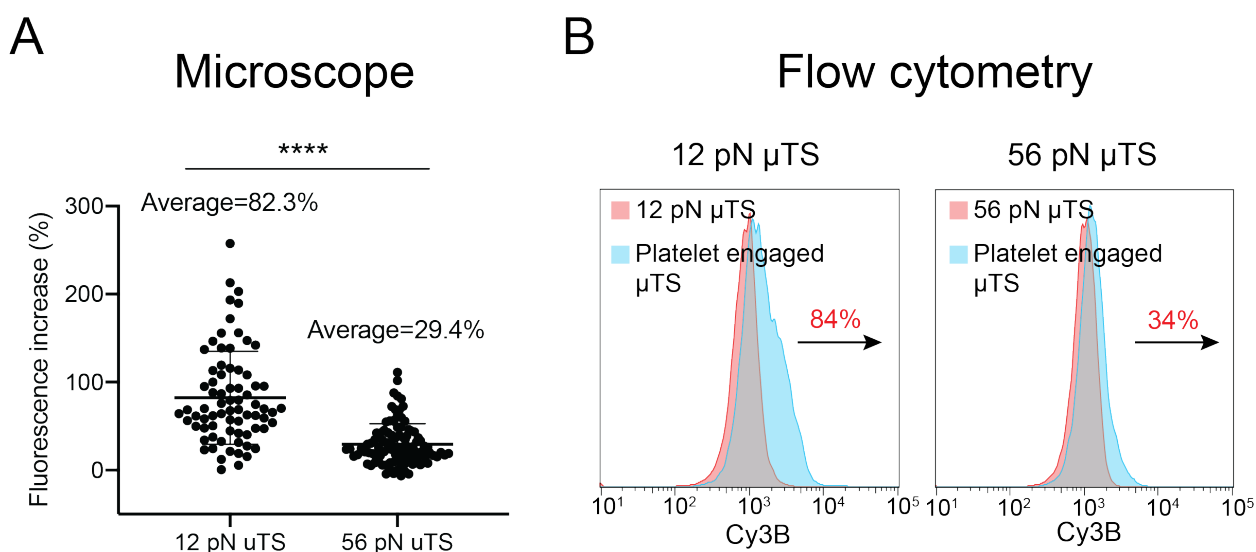 A
Microscope
****
Average=82.3%
Average=29.4%
Fluorescence increase (%)
300
200
100
0
12 pN uTS
56 pN uTS
B
Flow cytometry
12 pN µTS
12 pN µTS
Platelet engaged
µTS
84%
10¹ 10² 10³ 10⁴ 10⁵
Cy3B
56 pN µTS
56 pN µTS
Platelet engaged
µTS
34%
10¹ 10² 10³ 10⁴ 10⁵
Cy3B